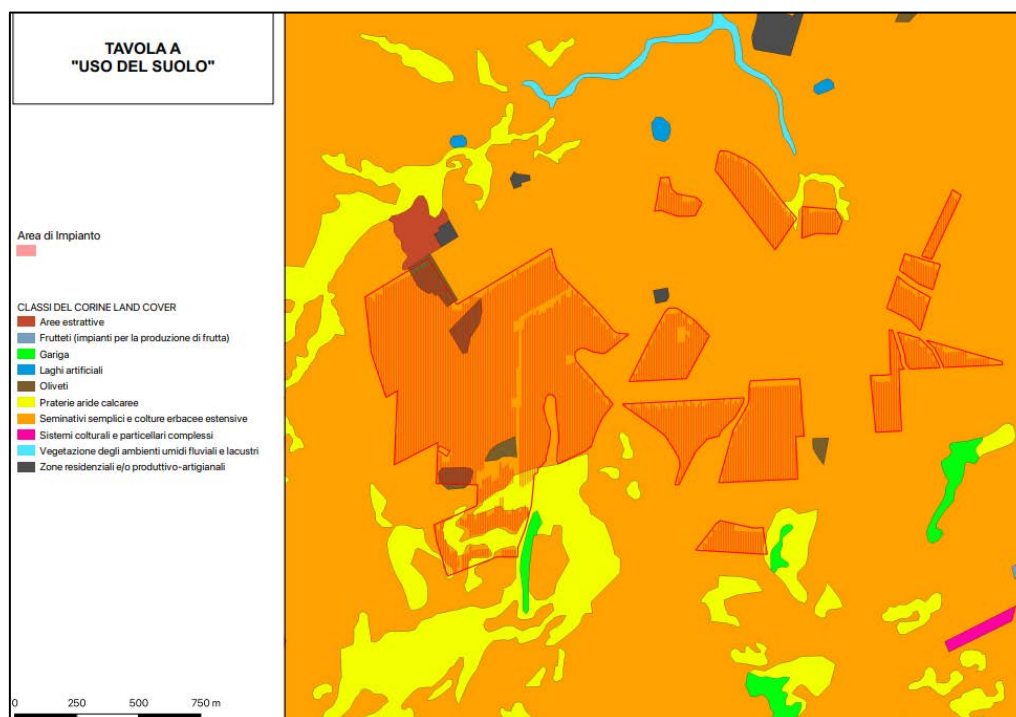 TAVOLA A
"USO DEL SUOLO"
Area di Impianto
CLASSI DEL CORINE LAND COVER
Aree estrattive
Frutteti (impianti per la produzione di frutta)
Gariga
Laghi artificiali
Oliveti
Praterie aride calcaree
Seminativi semplici e colture erbacee estensive
Sistemi colturali e particellari complessi
Vegetazione degli ambienti umidi fluviali e lacustri
Zone residenziali e/o produttivo-artigianali
0 250 500 750 m